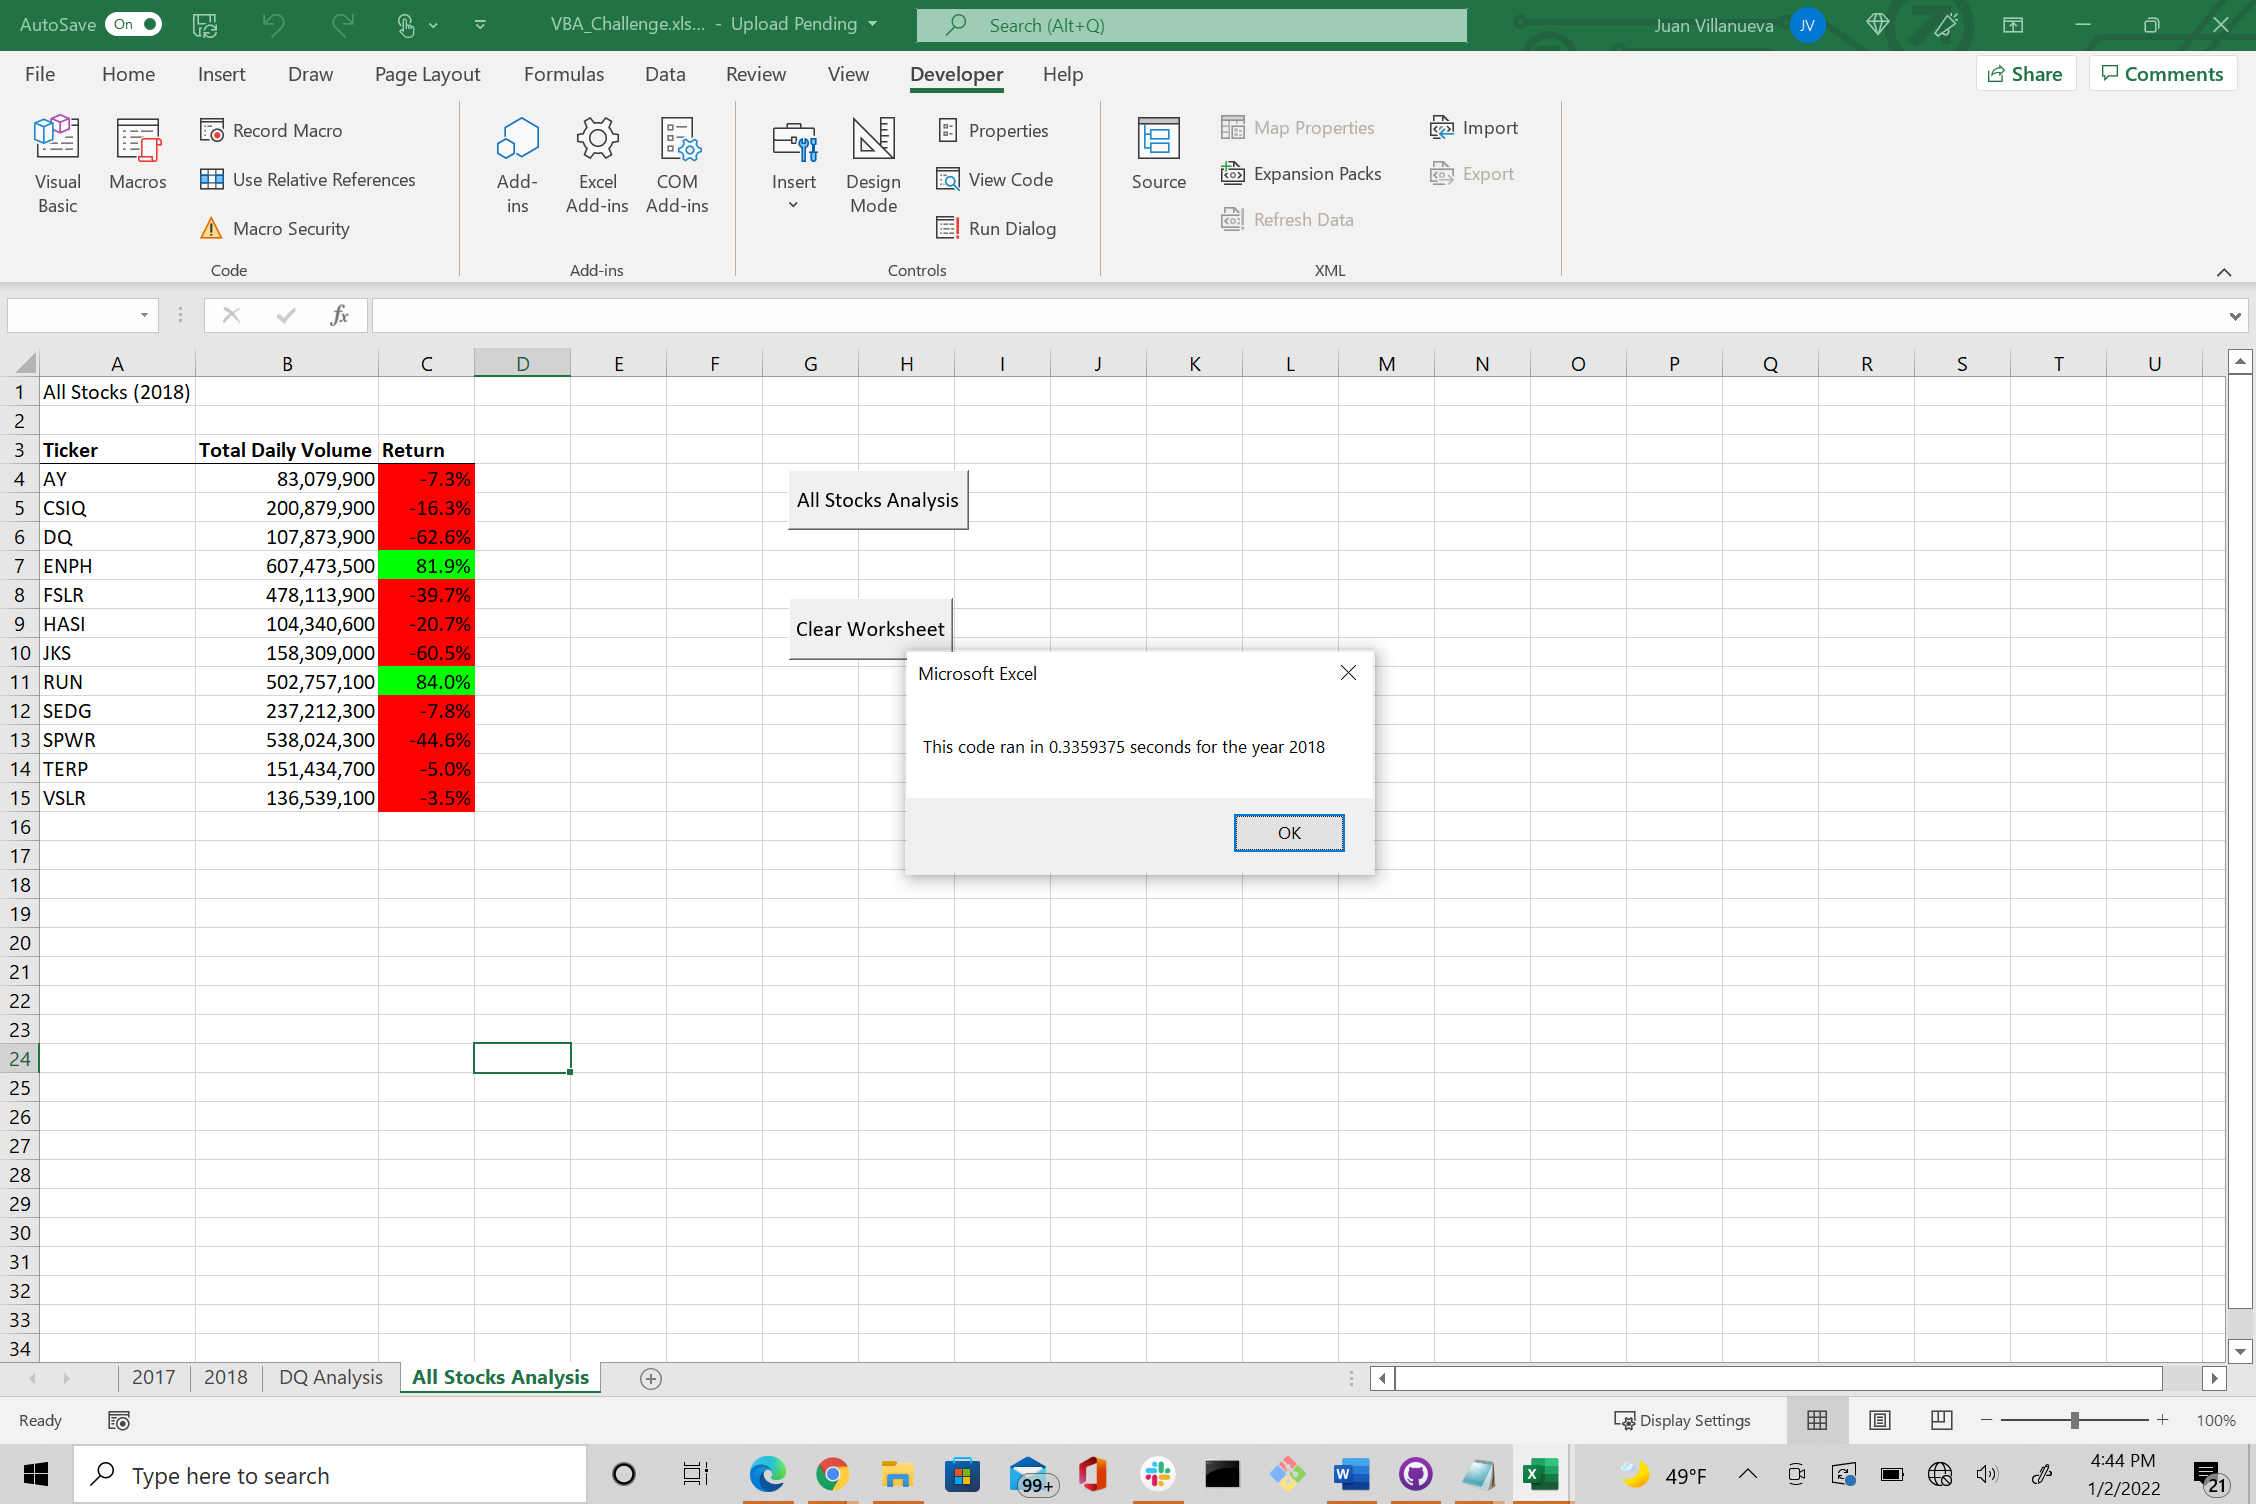 AutoSave On VBA_Challenge.xls... - Upload Pending Search (Alt+Q) Juan Villanueva JV
File Home Insert Draw Page Layout Formulas Data Review View Developer Help Share Comments
Visual Basic
Macros
Record Macro
Use Relative References
Macro Security
Code
Add-ins
Excel Add-ins
COM Add-ins
Add-ins
Insert
Design Mode
Properties
View Code
Run Dialog
Controls
Source
Map Properties
Expansion Packs
Refresh Data
Import
Export
XML
fx
A B C D E F G H I J K L M N O P Q R S T U
1 All Stocks (2018)
2
3 Ticker Total Daily Volume Return
4 AY 83,079,900 -7.3%
5 CSIQ 200,879,900 -16.3%
6 DQ 107,873,900 -62.6%
7 ENPH 607,473,500 81.9%
8 FSLR 478,113,900 -39.7%
9 HASI 104,340,600 -20.7%
10 JKS 158,309,000 -60.5%
11 RUN 502,757,100 84.0%
12 SEDG 237,212,300 -7.8%
13 SPWR 538,024,300 -44.6%
14 TERP 151,434,700 -5.0%
15 VSLR 136,539,100 -3.5%
16
17
18
19
20
21
22
23
24
25
26
27
28
29
30
31
32
33
34
All Stocks Analysis
Clear Worksheet
Microsoft Excel
This code ran in 0.3359375 seconds for the year 2018
OK
2017 2018 DQ Analysis All Stocks Analysis
Ready Display Settings 100%
Type here to search 99+ 49°F 4:44 PM
1/2/2022 21